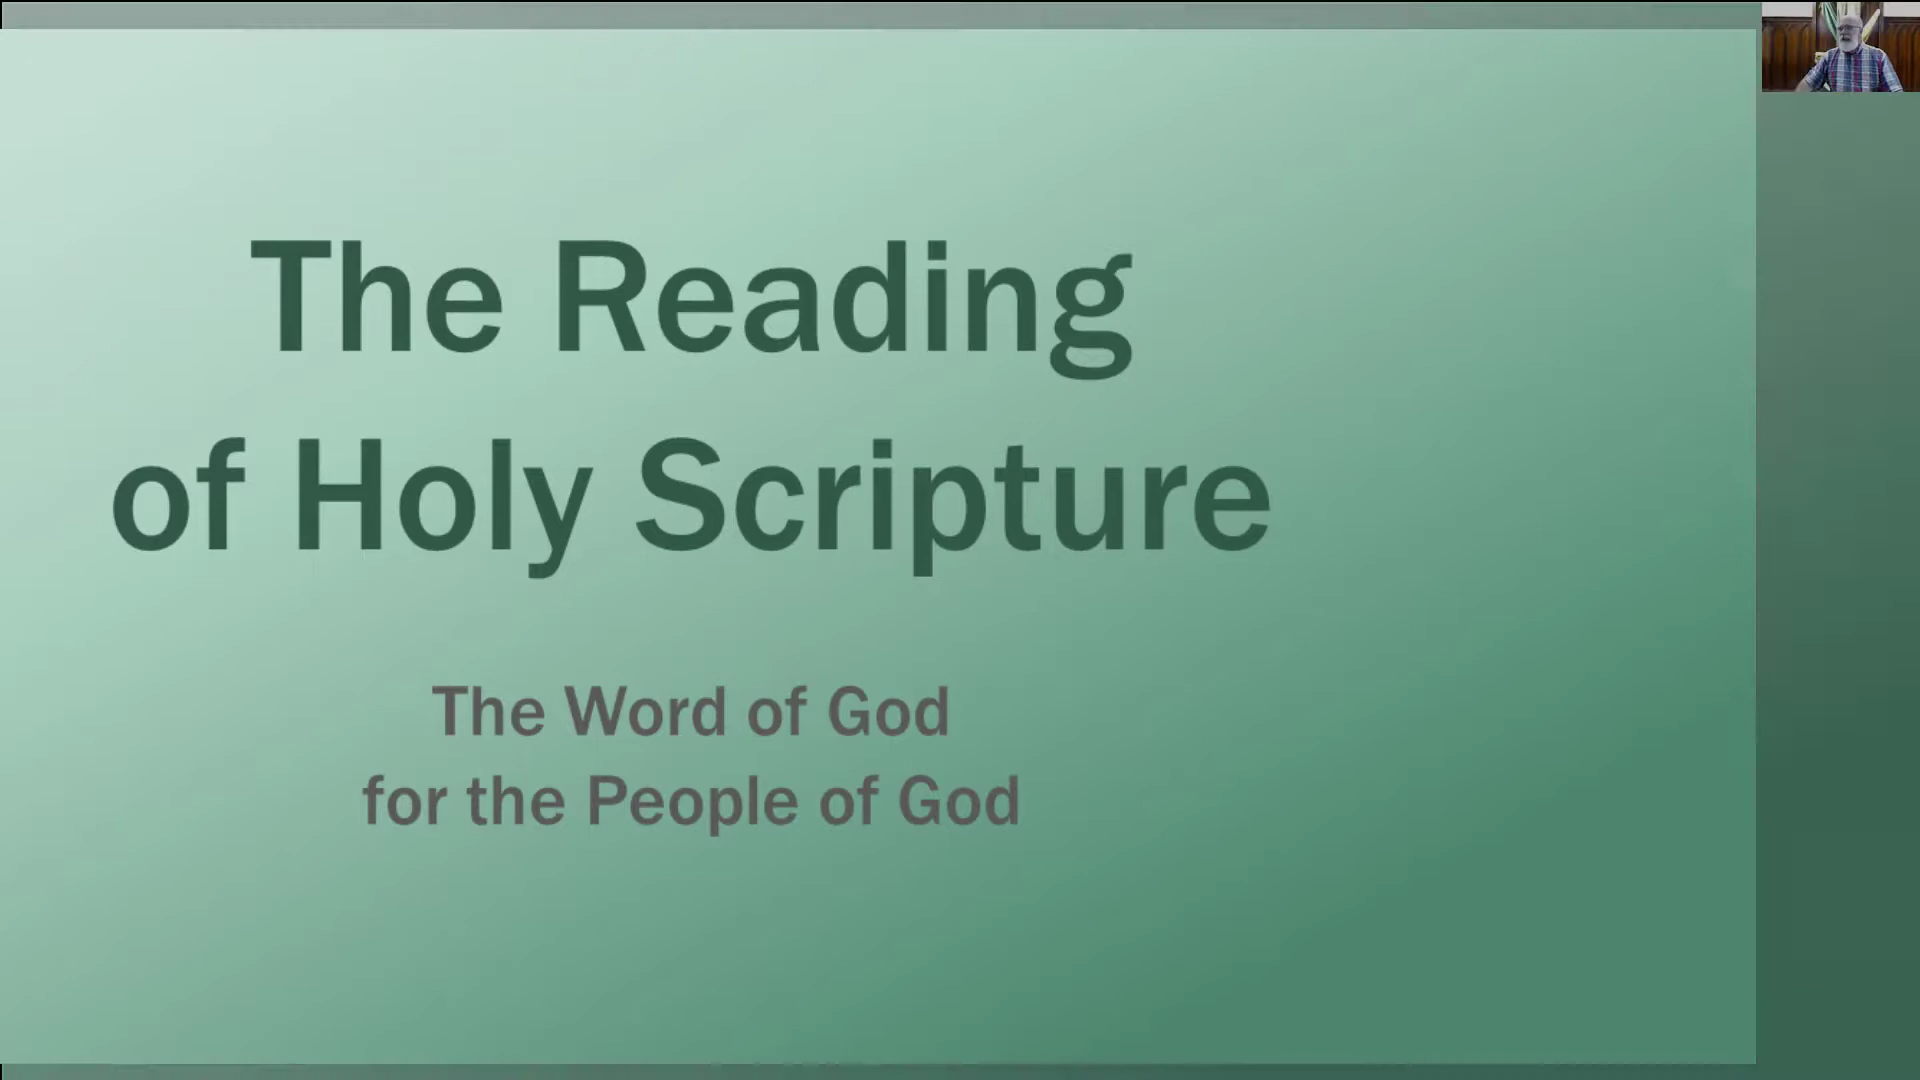 The Reading
of Holy Scripture
The Word of God
for the People of God